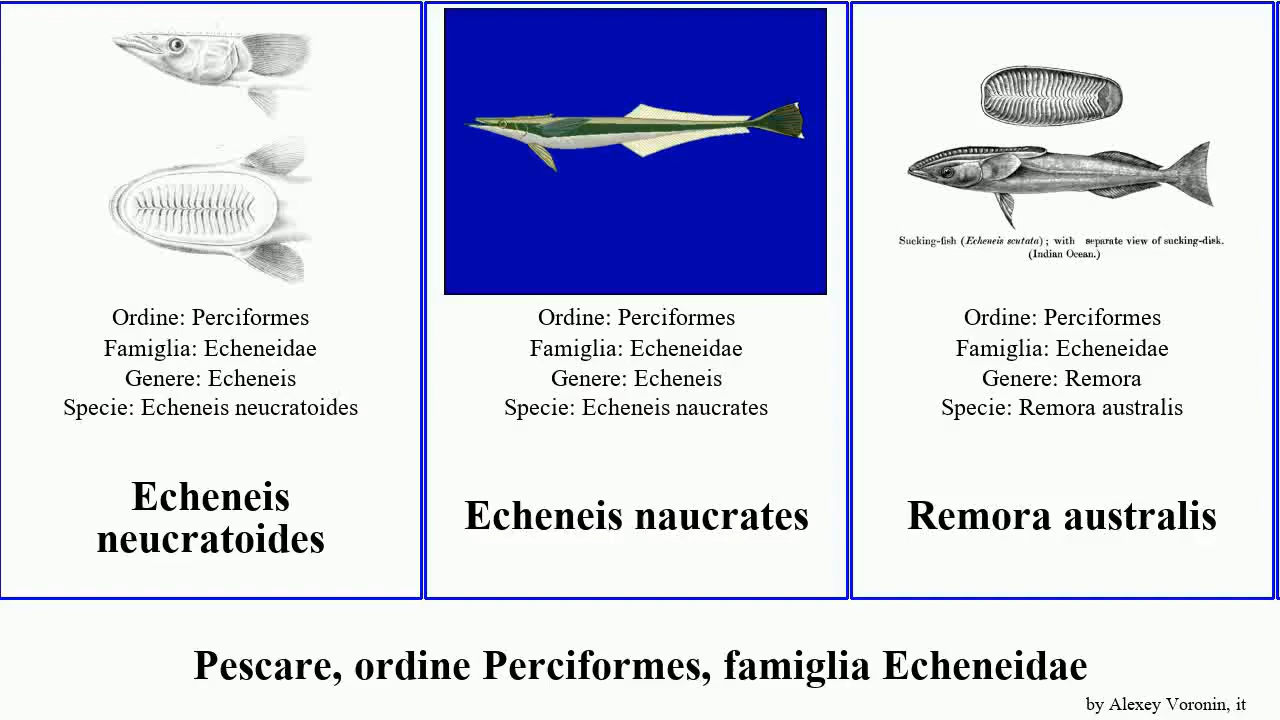 Ordine: Perciformes
Famiglia: Echeneidae
Genere: Echeneis
Specie: Echeneis neucratoides
Echeneis
neucratoides
Ordine: Perciformes
Famiglia: Echeneidae
Genere: Echeneis
Specie: Echeneis naucrates
Echeneis naucrates
Sucking-fish (Echeneis scutata); with separate view of sucking-disk.
(Indian Ocean.)
Ordine: Perciformes
Famiglia: Echeneidae
Genere: Remora
Specie: Remora australis
Remora australis
Pescare, ordine Perciformes, famiglia Echeneidae
by Alexey Voronin, it